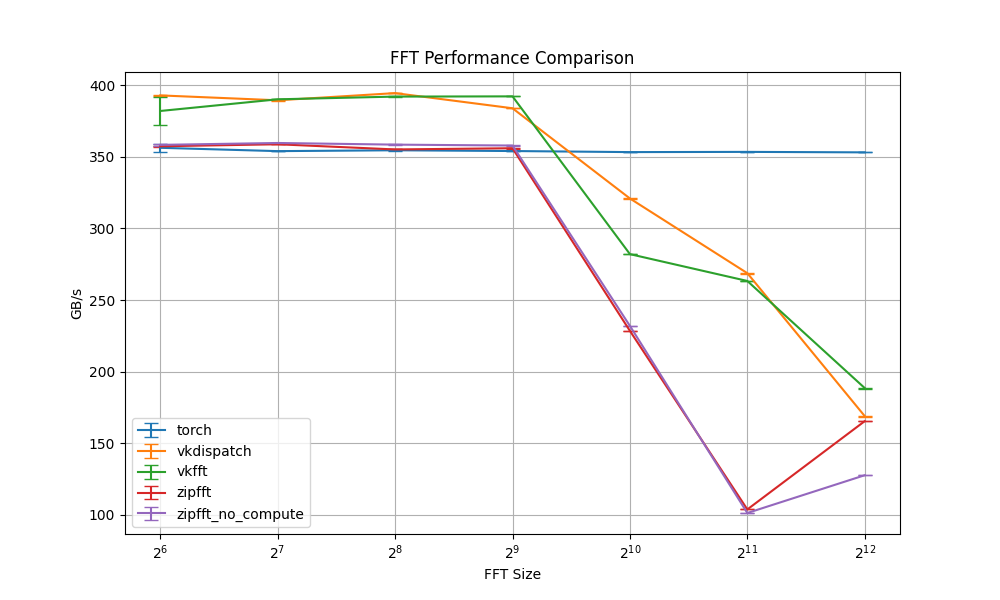 FFT Performance Comparison
GB/s
400
350
300
250
200
150
100
torch
vkdispatch
vkfft
zipfft
zipfft_no_compute
2^6 2^7 2^8 2^9 2^10 2^11 2^12
FFT Size